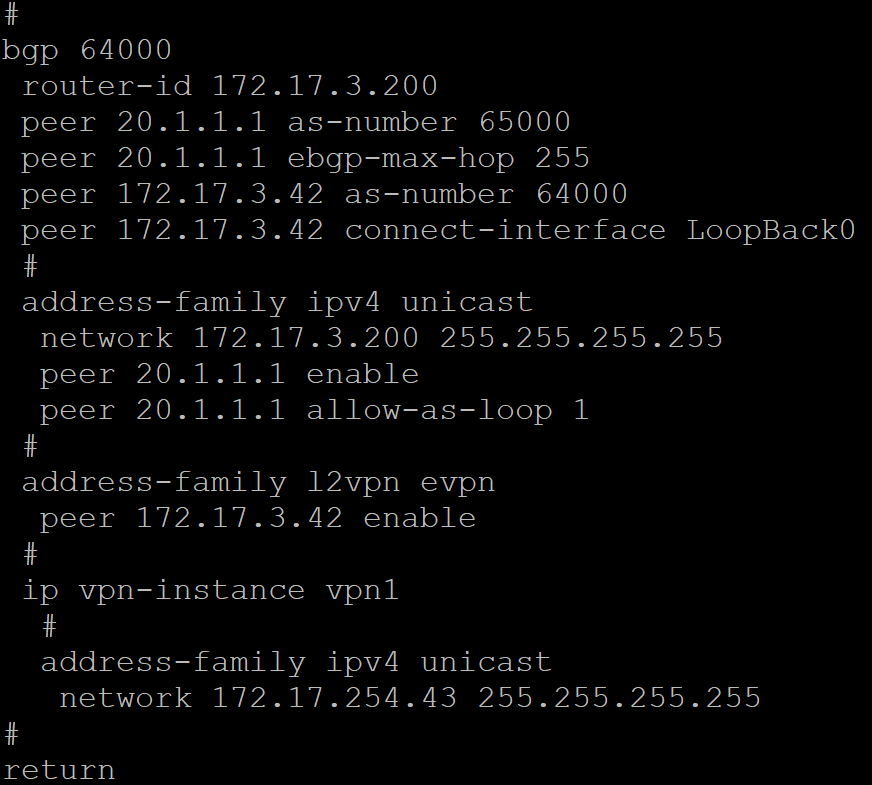 #
bgp 64000
 router-id 172.17.3.200
 peer 20.1.1.1 as-number 65000
 peer 20.1.1.1 ebgp-max-hop 255
 peer 172.17.3.42 as-number 64000
 peer 172.17.3.42 connect-interface LoopBack0
 #
 address-family ipv4 unicast
  network 172.17.3.200 255.255.255.255
  peer 20.1.1.1 enable
  peer 20.1.1.1 allow-as-loop 1
 #
 address-family l2vpn evpn
  peer 172.17.3.42 enable
 #
 ip vpn-instance vpn1
  #
  address-family ipv4 unicast
   network 172.17.254.43 255.255.255.255
#
return